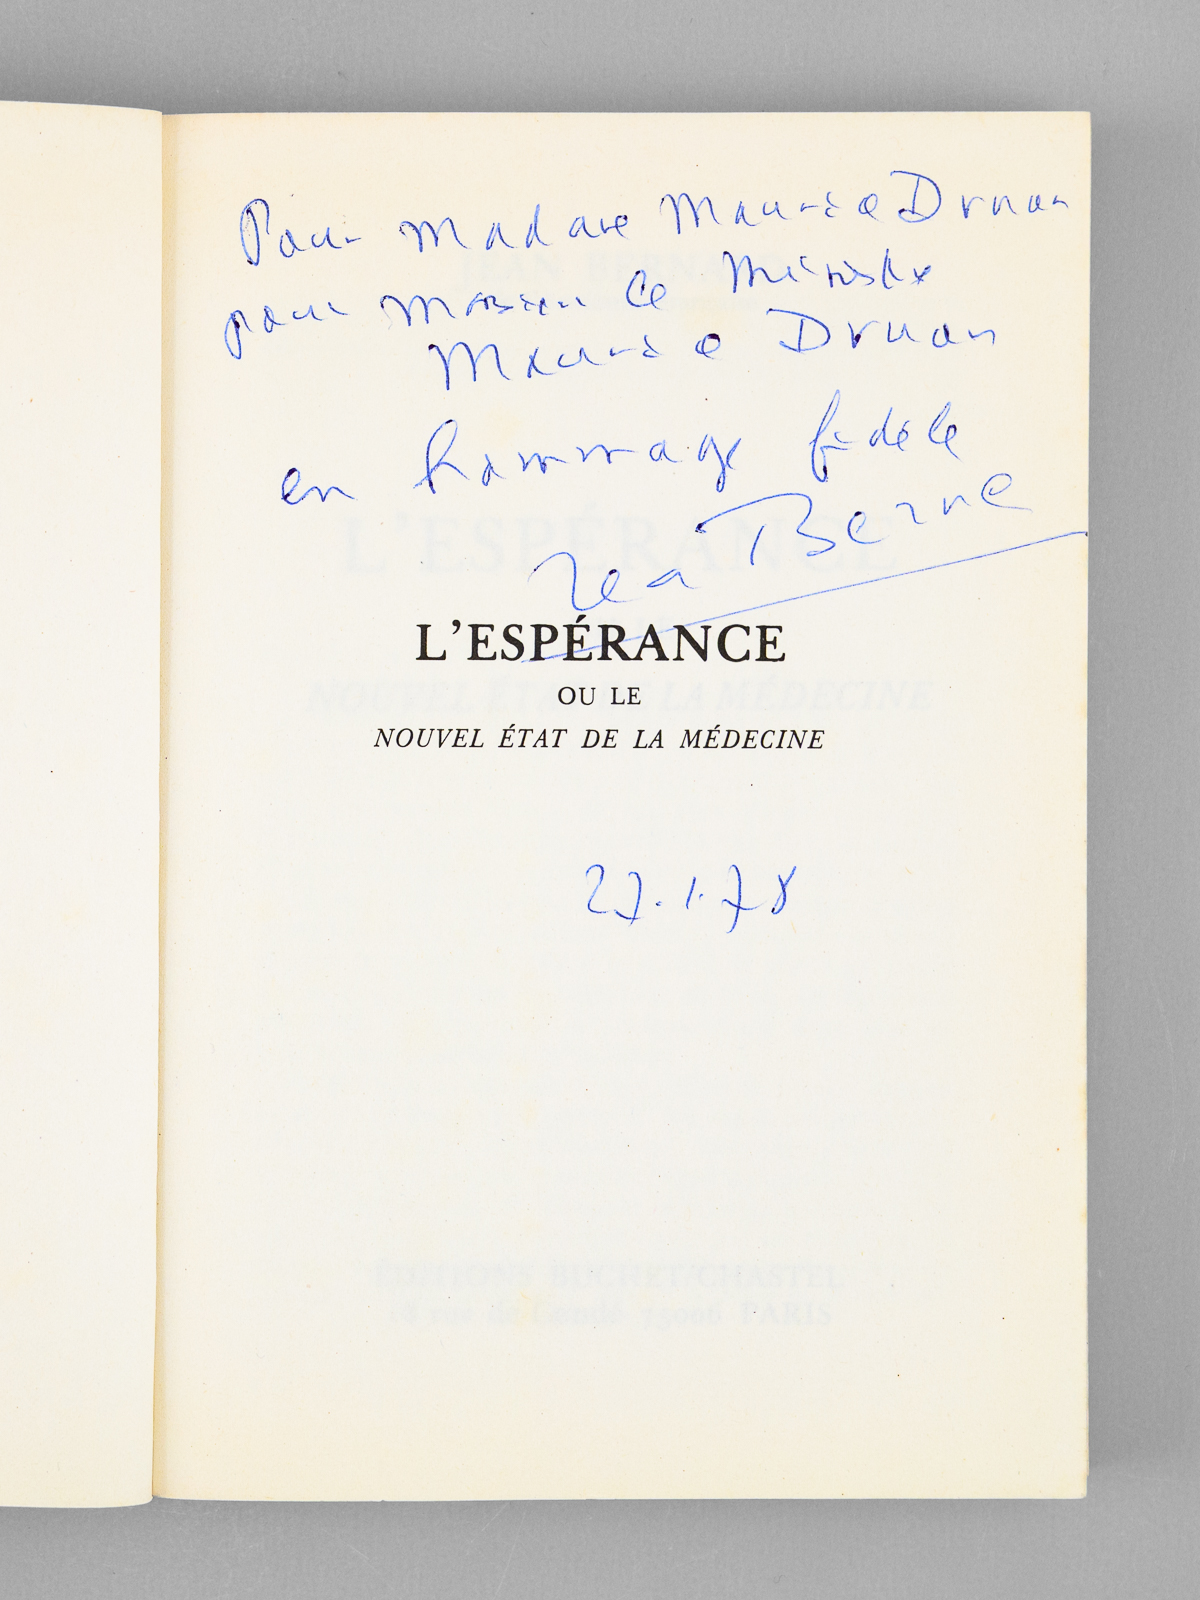 Pour Madame Maurice Druon
pour Monsieur le Ministre
Maurice Druon
en hommage fidèle
Jean Bernard
L'ESPÉRANCE
OU LE
NOUVEL ÉTAT DE LA MÉDECINE
27.1.78